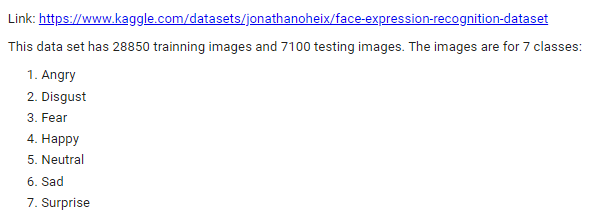 Link: https://www.kaggle.com/datasets/jonathanoheix/face-expression-recognition-dataset
This data set has 28850 trainning images and 7100 testing images. The images are for 7 classes:
1. Angry
2. Disgust
3. Fear
4. Happy
5. Neutral
6. Sad
7. Surprise